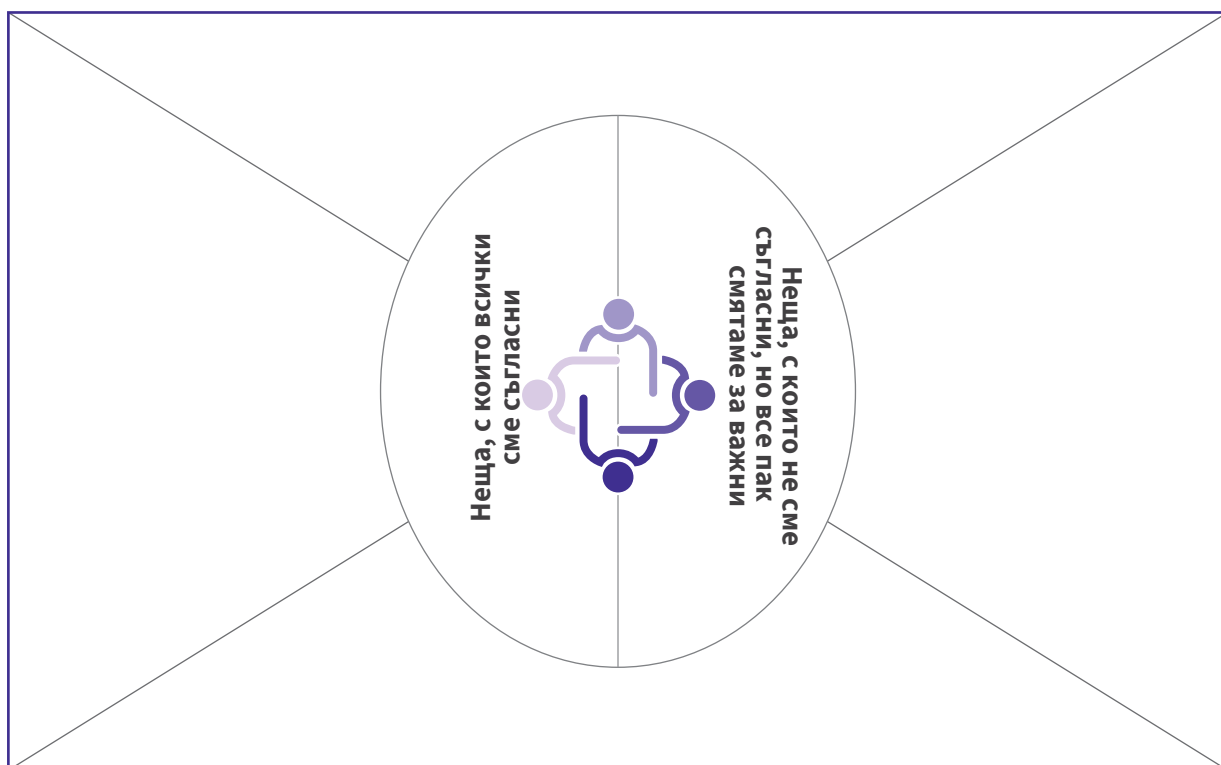 Неща, с които всички
сме съгласни
Неща, с които не сме
съгласни, но все пак
смятаме за важни